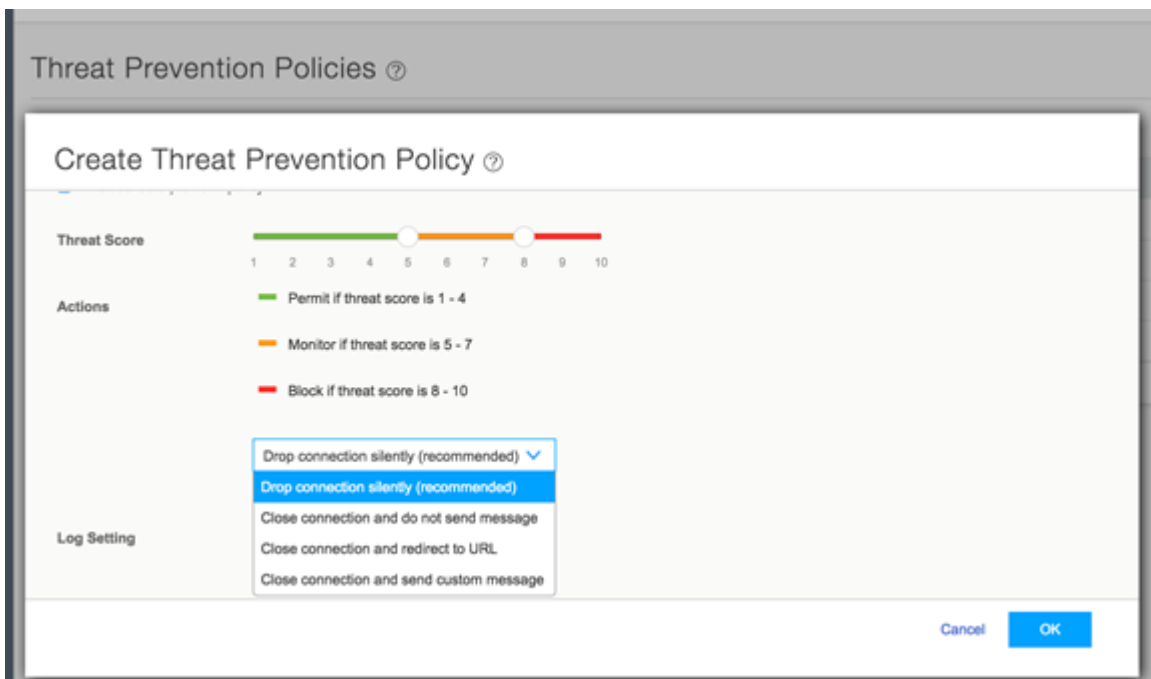 Threat Prevention Policies ?
Create Threat Prevention Policy ?
Threat Score
1 2 3 4 5 6 7 8 9 10
Actions
Permit if threat score is 1 - 4
Monitor if threat score is 5 - 7
Block if threat score is 8 - 10
Drop connection silently (recommended)
Drop connection silently (recommended)
Close connection and do not send message
Log Setting
Close connection and redirect to URL
Close connection and send custom message
Cancel OK